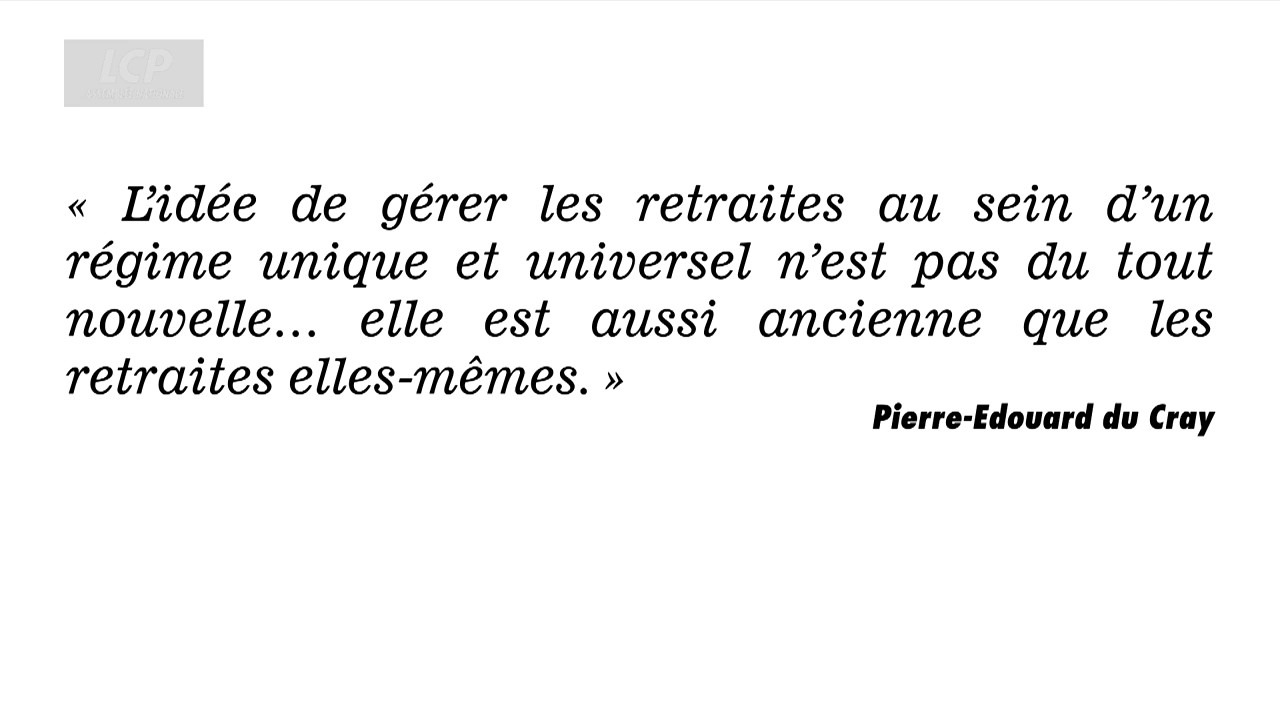 LCP
« L’idée de gérer les retraites au sein d’un
régime unique et universel n’est pas du tout
nouvelle... elle est aussi ancienne que les
retraites elles-mêmes. »
Pierre-Edouard du Cray